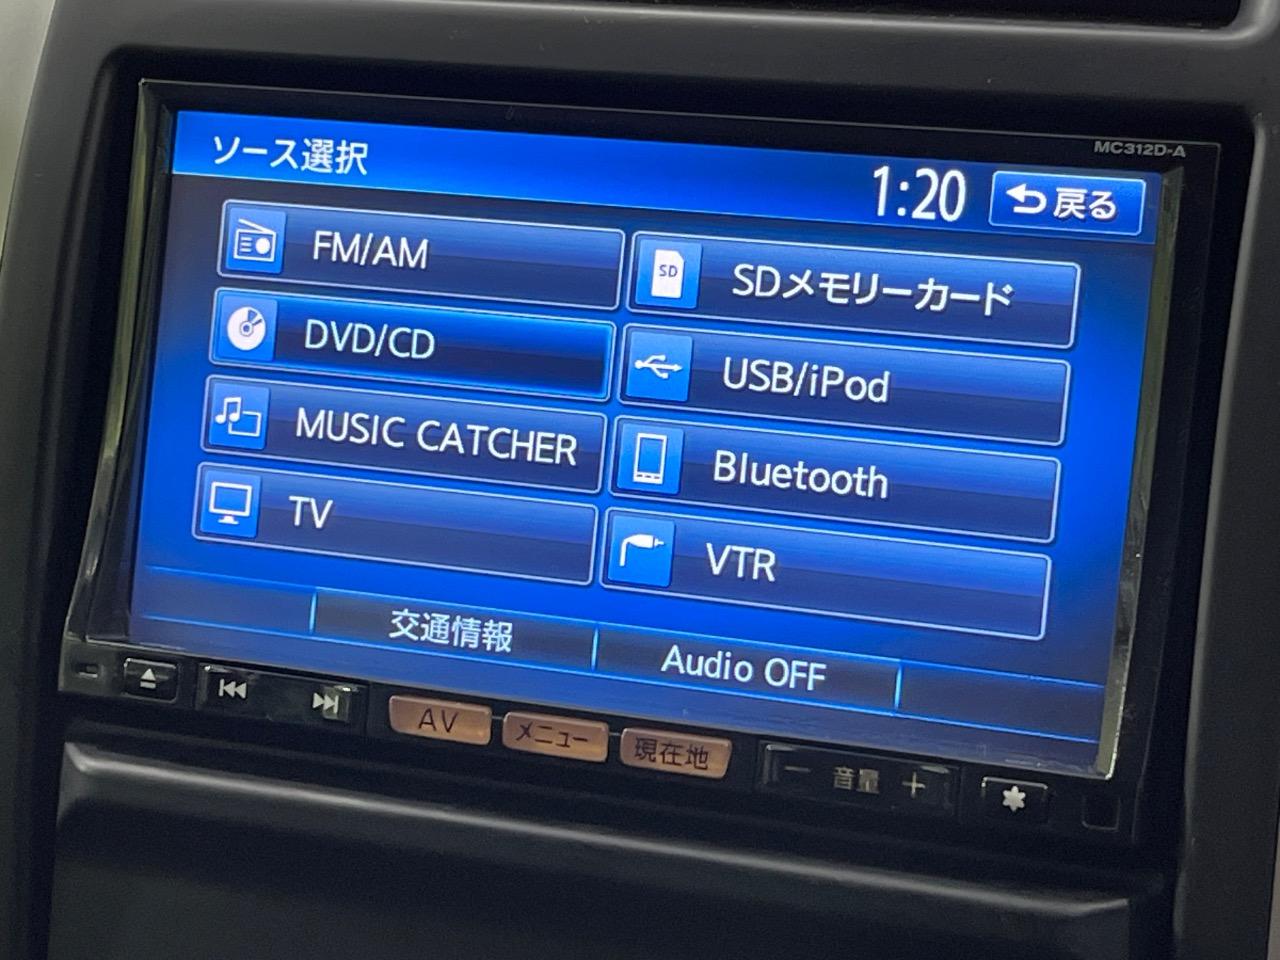 MC312D-A
ソース選択
1:20
戻る
FM/AM
SD
SDメモリーカード
DVD/CD
USB/iPod
MUSIC CATCHER
Bluetooth
TV
VTR
交通情報
Audio OFF
AV
メニュー
現在地
− 音量 +